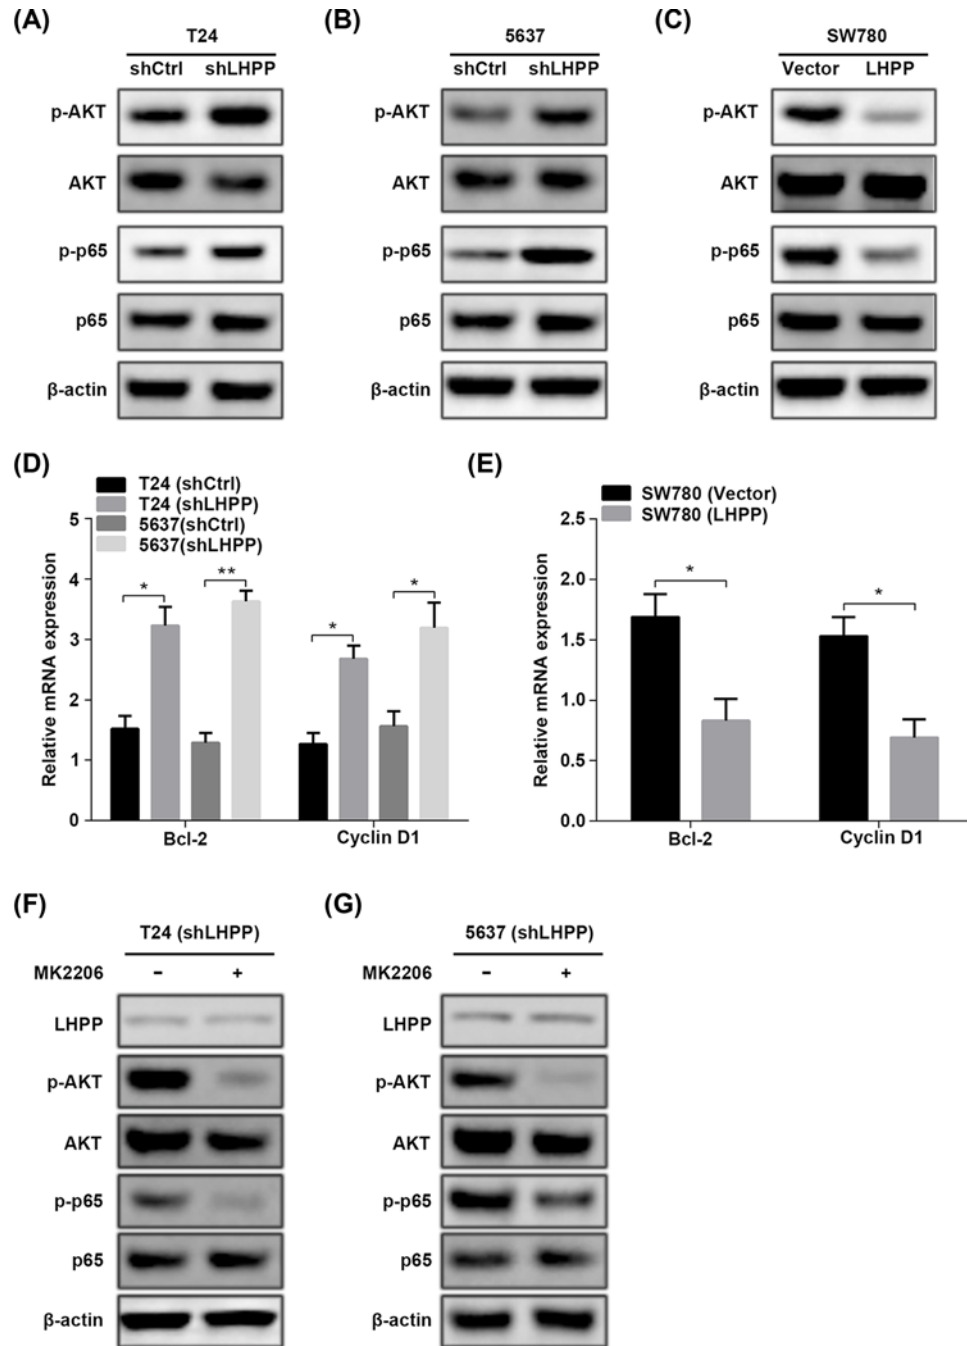 (A) (B) (C)
T24 5637 SW780
shCtrl shLHPP shCtrl shLHPP Vector LHPP
p-AKT p-AKT p-AKT
AKT AKT AKT
p-p65 p-p65 p-p65
p65 p65 p65
β-actin β-actin β-actin
(D)
T24 (shCtrl)
T24 (shLHPP)
5637(shCtrl)
5637(shLHPP)
Relative mRNA expression
5
4
3
2
1
0
* ** * *
Bcl-2 Cyclin D1
(E)
SW780 (Vector)
SW780 (LHPP)
Relative mRNA expression
2.5
2.0
1.5
1.0
0.5
0.0
* *
Bcl-2 Cyclin D1
(F) (G)
T24 (shLHPP) 5637 (shLHPP)
MK2206 - + MK2206 - +
LHPP LHPP
p-AKT p-AKT
AKT AKT
p-p65 p-p65
p65 p65
β-actin β-actin